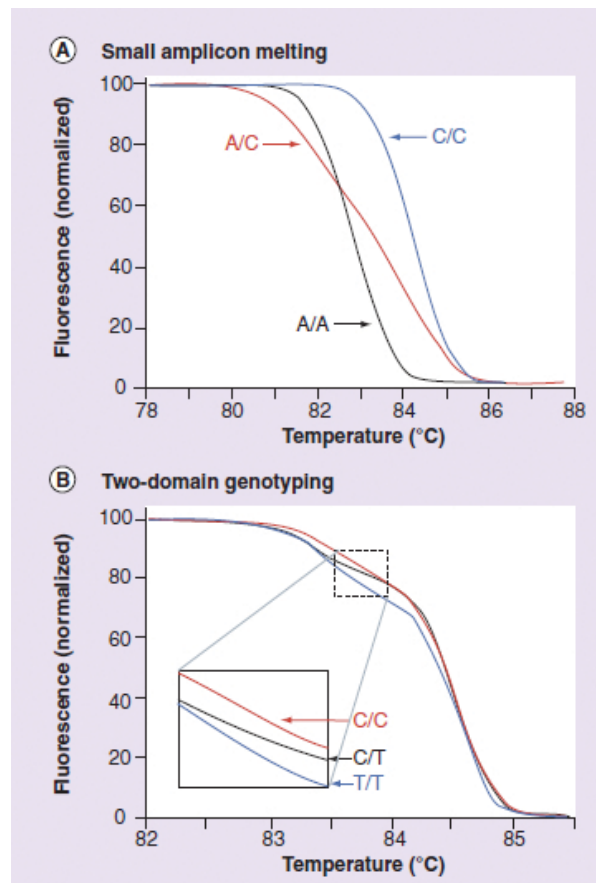 A Small amplicon melting
Fluorescence (normalized)
100
80
60
40
20
0
A/C
C/C
A/A
78 80 82 84 86 88
Temperature (°C)
B Two-domain genotyping
Fluorescence (normalized)
100
80
60
40
20
0
C/C
C/T
T/T
82 83 84 85
Temperature (°C)